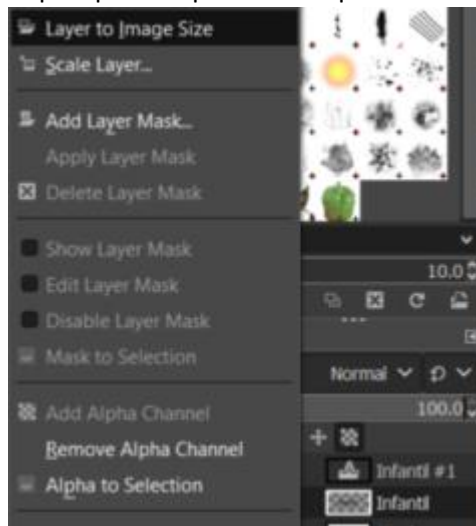 Layer to Image Size
Scale Layer...
Add Layer Mask...
Apply Layer Mask
Delete Layer Mask
Show Layer Mask
Edit Layer Mask
Disable Layer Mask
Mask to Selection
Add Alpha Channel
Remove Alpha Channel
Alpha to Selection
10.0
Normal
100.0
Infantil #1
Infantil